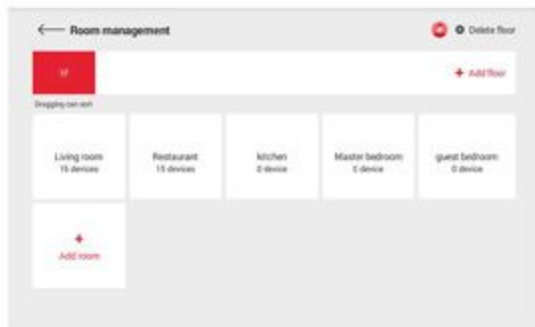 Room management
Delete floor
1F
+ Add floor
Dragging can sort
Living room
15 devices
Restaurant
15 devices
kitchen
0 device
Master bedroom
0 device
guest bedroom
0 device
+
Add room